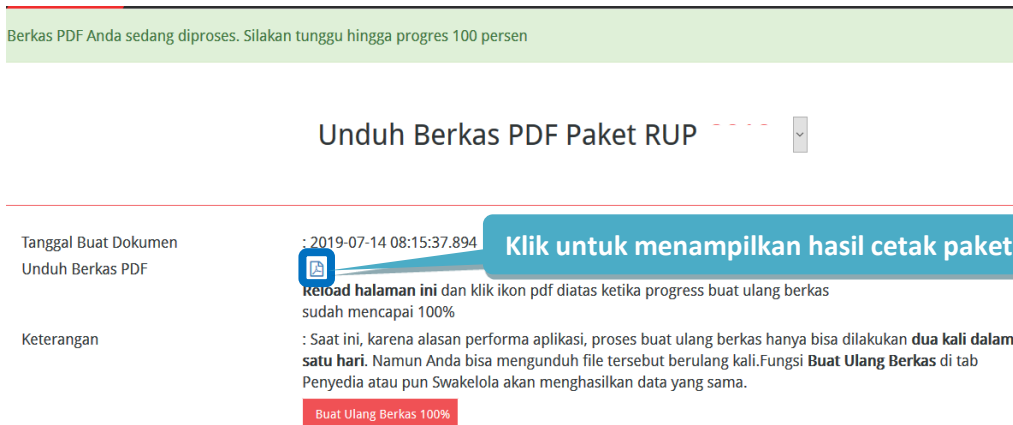 Berkas PDF Anda sedang diproses. Silakan tunggu hingga progres 100 persen
Unduh Berkas PDF Paket RUP
Tanggal Buat Dokumen : 2019-07-14 08:15:37.894
Klik untuk menampilkan hasil cetak paket
Unduh Berkas PDF
Reload halaman ini dan klik ikon pdf diatas ketika progress buat ulang berkas
sudah mencapai 100%
Keterangan : Saat ini, karena alasan performa aplikasi, proses buat ulang berkas hanya bisa dilakukan dua kali dalam
satu hari. Namun Anda bisa mengunduh file tersebut berulang kali.Fungsi Buat Ulang Berkas di tab
Penyedia atau pun Swakelola akan menghasilkan data yang sama.
Buat Ulang Berkas 100%